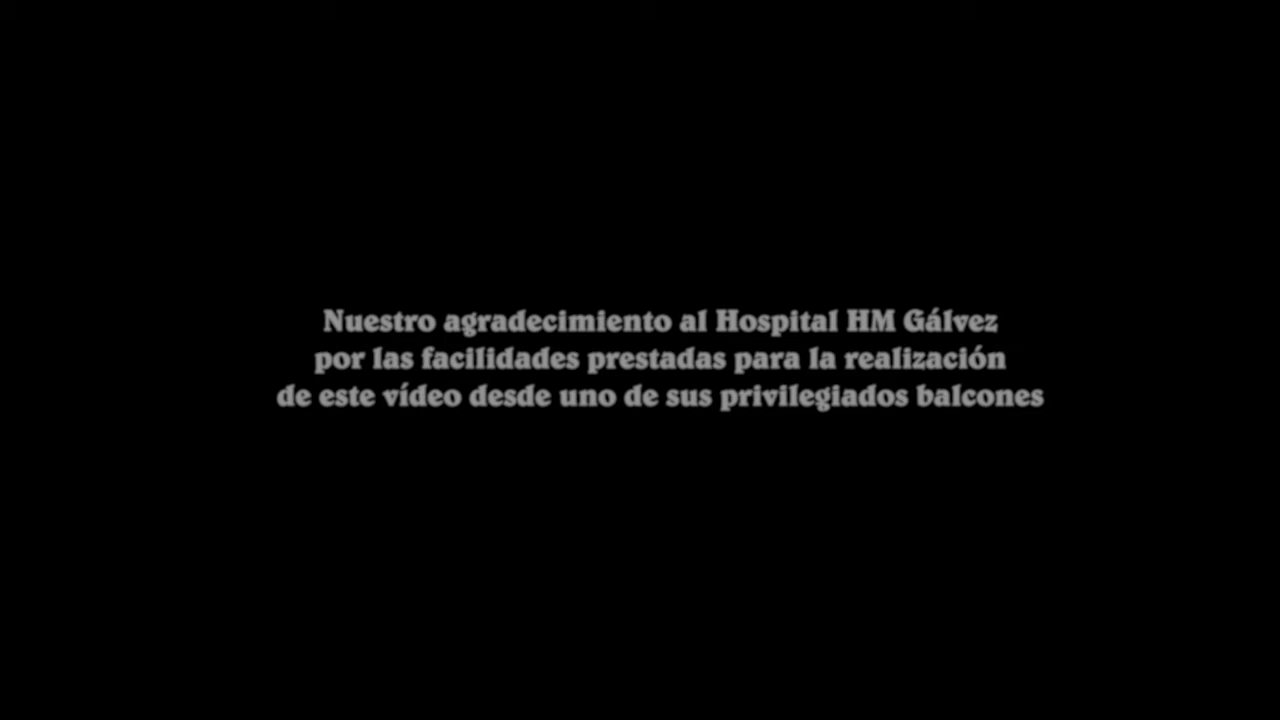 Nuestro agradecimiento al Hospital HM Gálvez
por las facilidades prestadas para la realización
de este vídeo desde uno de sus privilegiados balcones